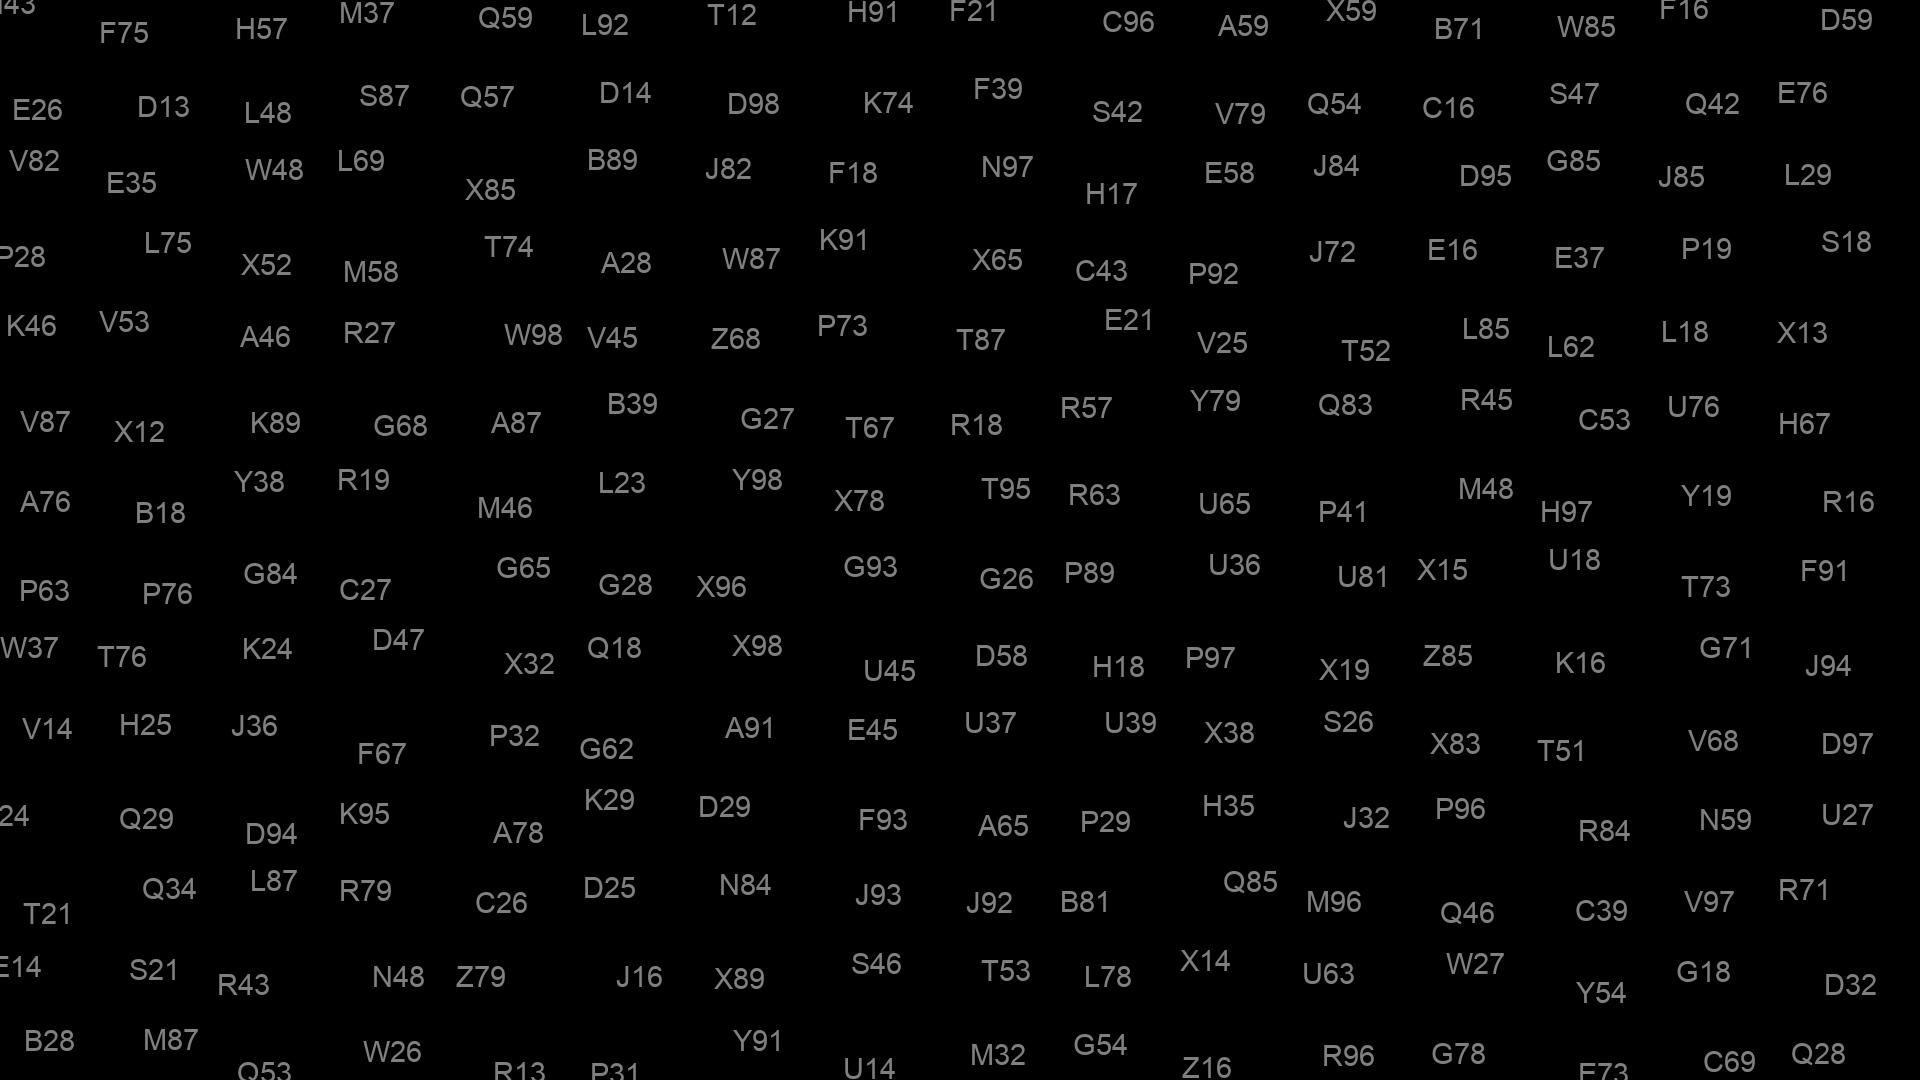 F75 H57 M37 Q59 L92 T12 H91 F21 C96 A59 X59 B71 W85 F16 D59
E26 D13 L48 S87 Q57 D14 D98 K74 F39 S42 V79 Q54 C16 S47 Q42 E76
V82 E35 W48 L69 X85 B89 J82 F18 N97 H17 E58 J84 D95 G85 J85 L29
P28 L75 X52 M58 T74 A28 W87 K91 X65 C43 P92 J72 E16 E37 P19 S18
K46 V53 A46 R27 W98 V45 Z68 P73 T87 E21 V25 T52 L85 L62 L18 X13
V87 X12 K89 G68 A87 B39 G27 T67 R18 R57 Y79 Q83 R45 C53 U76 H67
A76 B18 Y38 R19 M46 L23 Y98 X78 T95 R63 U65 P41 M48 H97 Y19 R16
P63 P76 G84 C27 G65 G28 X96 G93 G26 P89 U36 U81 X15 U18 T73 F91
W37 T76 K24 D47 X32 Q18 X98 U45 D58 H18 P97 X19 Z85 K16 G71 J94
V14 H25 J36 F67 P32 G62 A91 E45 U37 U39 X38 S26 X83 T51 V68 D97
24 Q29 D94 K95 A78 K29 D29 F93 A65 P29 H35 J32 P96 R84 N59 U27
T21 Q34 L87 R79 C26 D25 N84 J93 J92 B81 Q85 M96 Q46 C39 V97 R71
E14 S21 R43 N48 Z79 J16 X89 S46 T53 L78 X14 U63 W27 Y54 G18 D32
B28 M87 Q53 W26 R13 P31 Y91 U14 M32 G54 Z16 R96 G78 C69 Q28